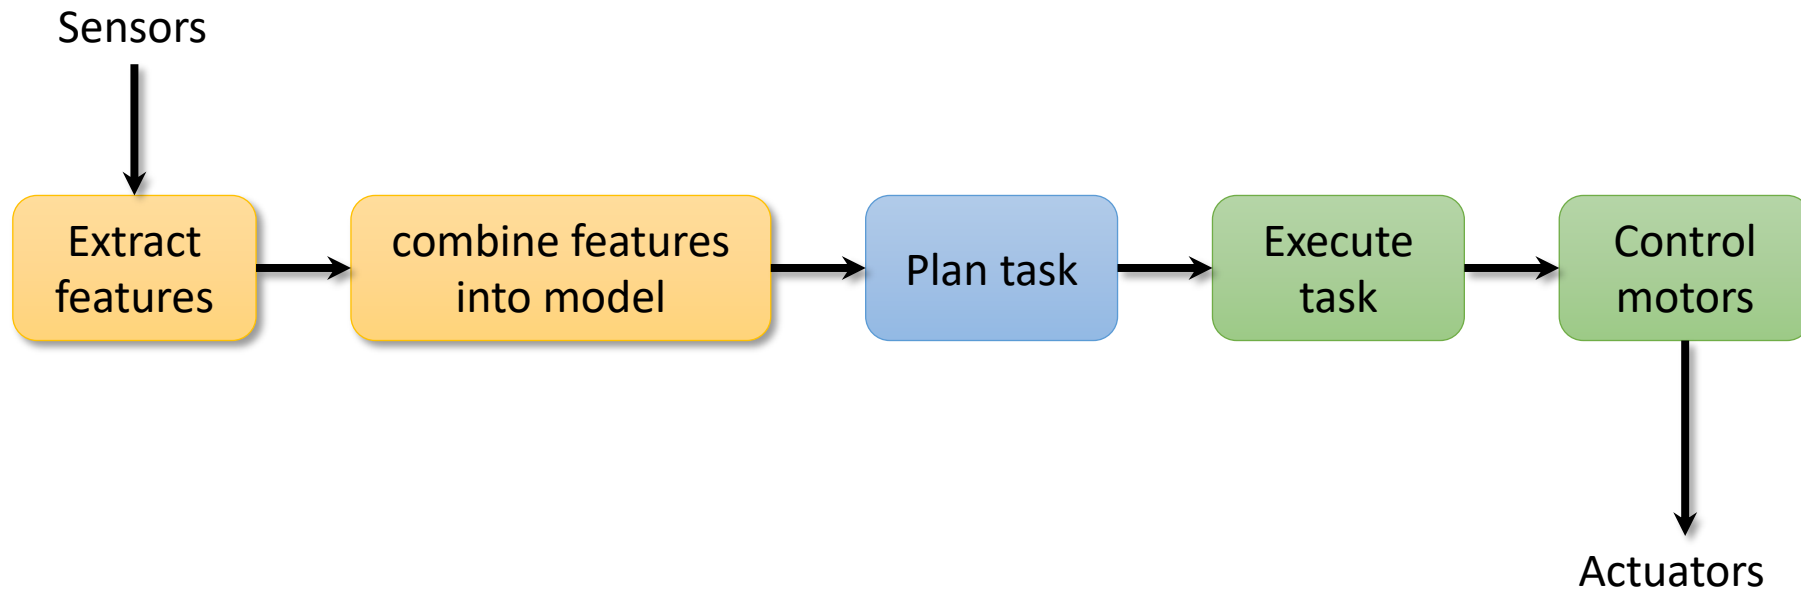 Sensors
Extract
features
combine features
into model
Plan task
Execute
task
Control
motors
Actuators